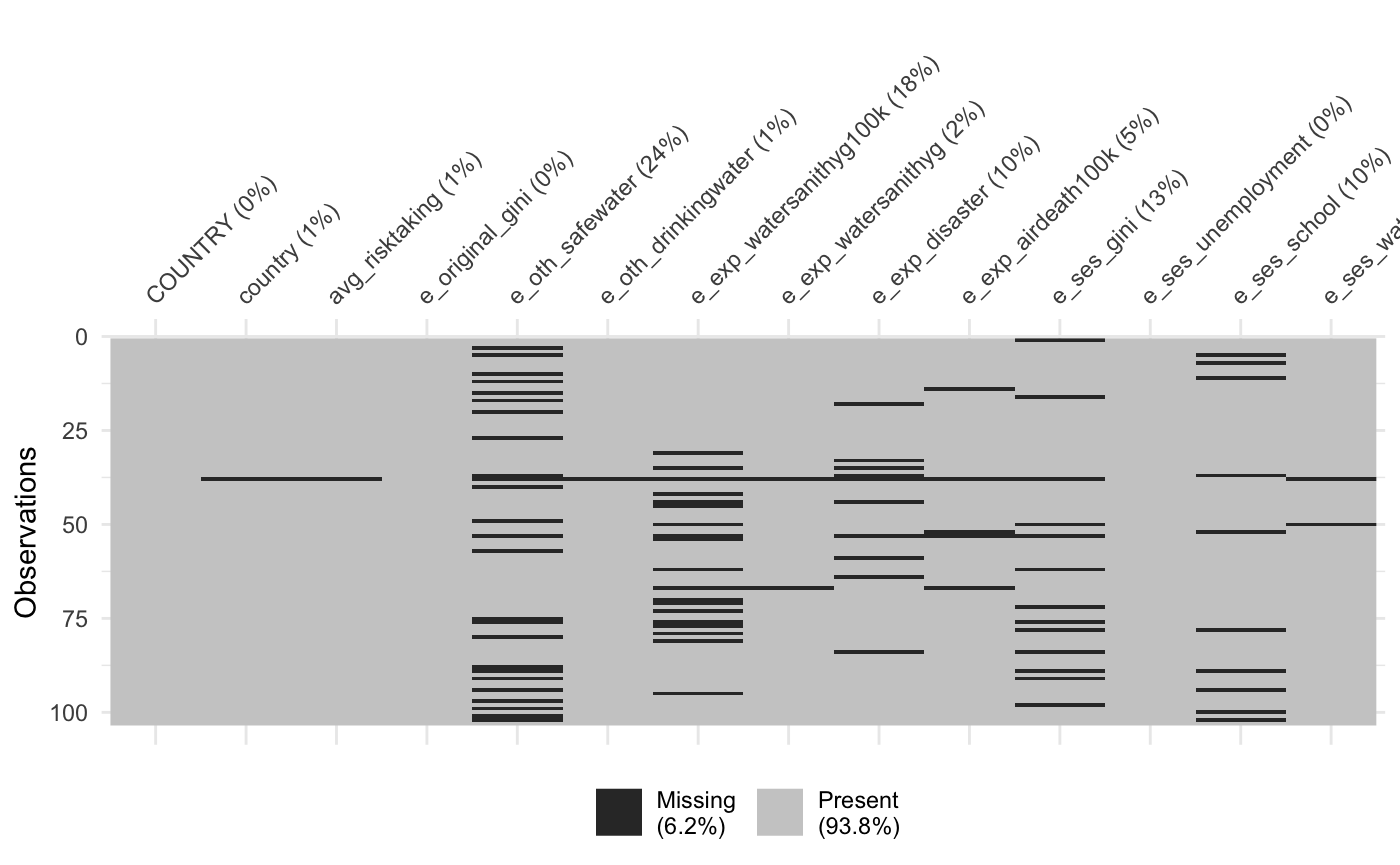 COUNTRY (0%)
country (1%)
avg_risktaking (1%)
e_original_gini (0%)
e_oth_safewater (24%)
e_oth_drinkingwater (1%)
e_exp_watersanithyg100k (18%)
e_exp_watersanithyg (2%)
e_exp_disaster (10%)
e_exp_airdeath100k (5%)
e_ses_gini (13%)
e_ses_unemployment (0%)
e_ses_school (10%)
e_ses_wat
0
25
50
75
100
Observations
Missing
(6.2%)
Present
(93.8%)